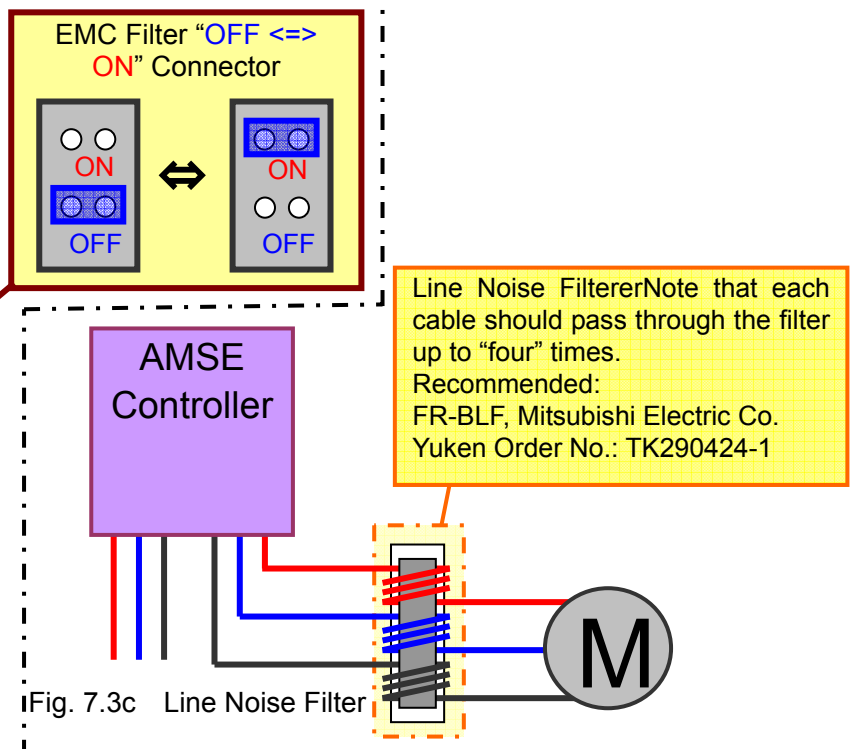 EMC Filter “OFF <=>
ON” Connector
ON
OFF
ON
OFF
Line Noise FiltererNote that each
cable should pass through the filter
up to “four” times.
Recommended:
FR-BLF, Mitsubishi Electric Co.
Yuken Order No.: TK290424-1
AMSE
Controller
M
Fig. 7.3c Line Noise Filter